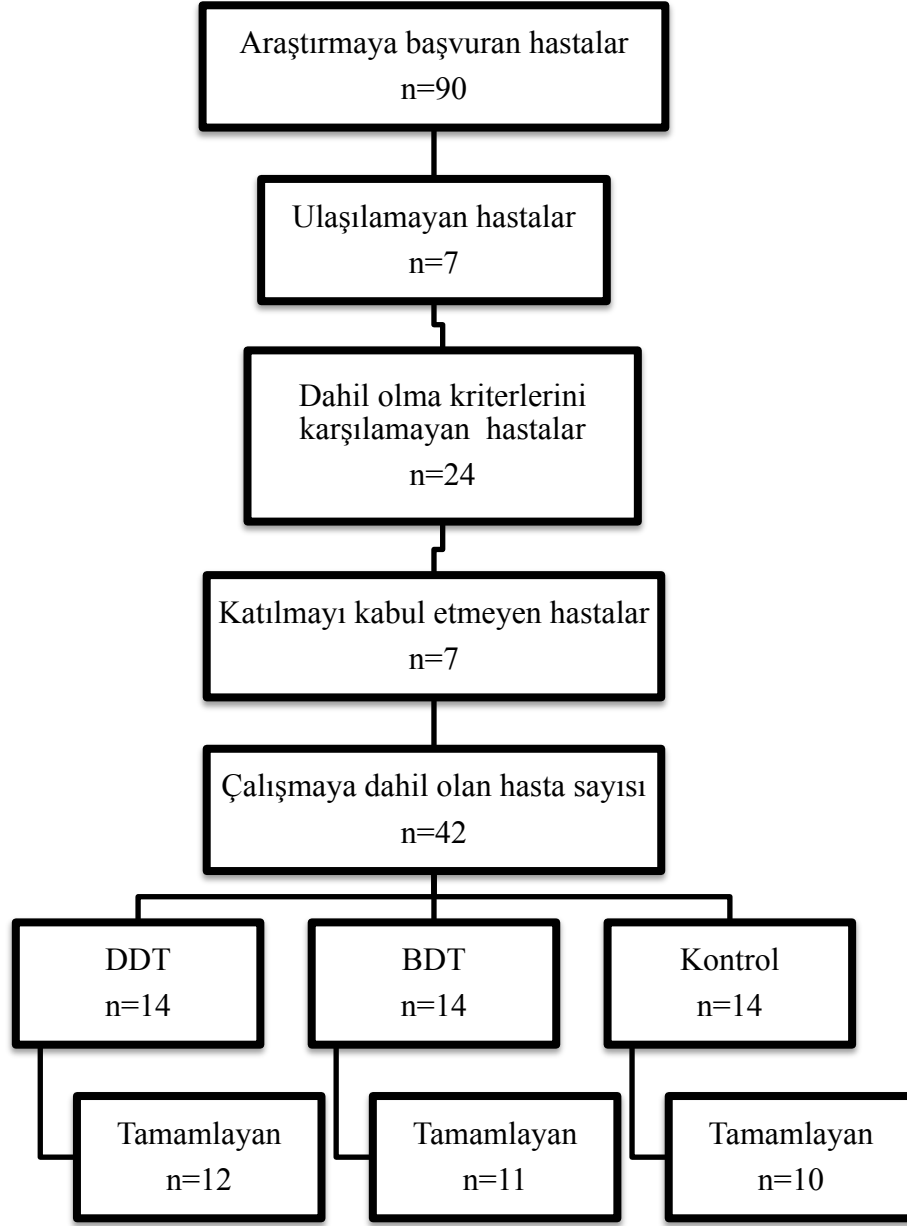 Araştırmaya başvuran hastalar
n=90
Ulaşılamayan hastalar
n=7
Dahil olma kriterlerini
karşılamayan hastalar
n=24
Katılmayı kabul etmeyen hastalar
n=7
Çalışmaya dahil olan hasta sayısı
n=42
DDT
n=14
BDT
n=14
Kontrol
n=14
Tamamlayan
n=12
Tamamlayan
n=11
Tamamlayan
n=10